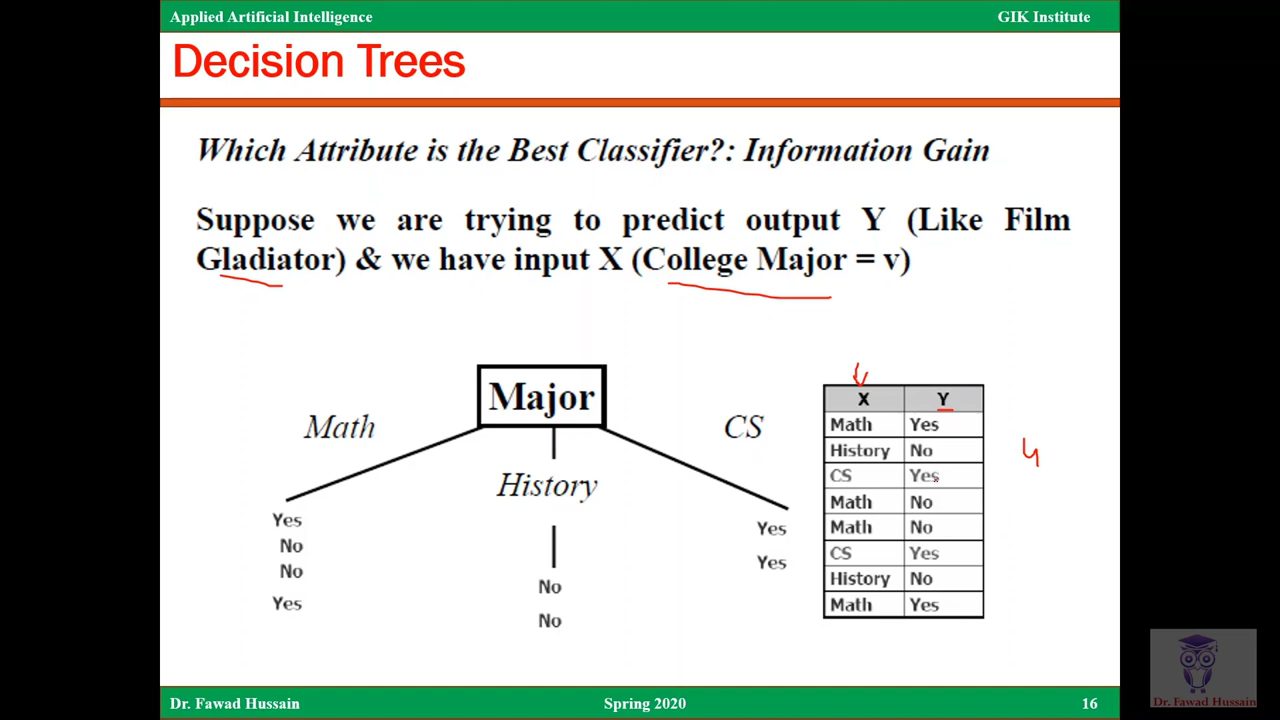 Applied Artificial Intelligence GIK Institute
Decision Trees
Which Attribute is the Best Classifier?: Information Gain
Suppose we are trying to predict output Y (Like Film
Gladiator) & we have input X (College Major = v)
Major
Math
CS
History
Yes
No
No
Yes
No
No
Yes
Yes
X Y
Math Yes
History No
CS Yes
Math No
Math No
CS Yes
History No
Math Yes
4
Dr. Fawad Hussain
Dr. Fawad Hussain Spring 2020 16